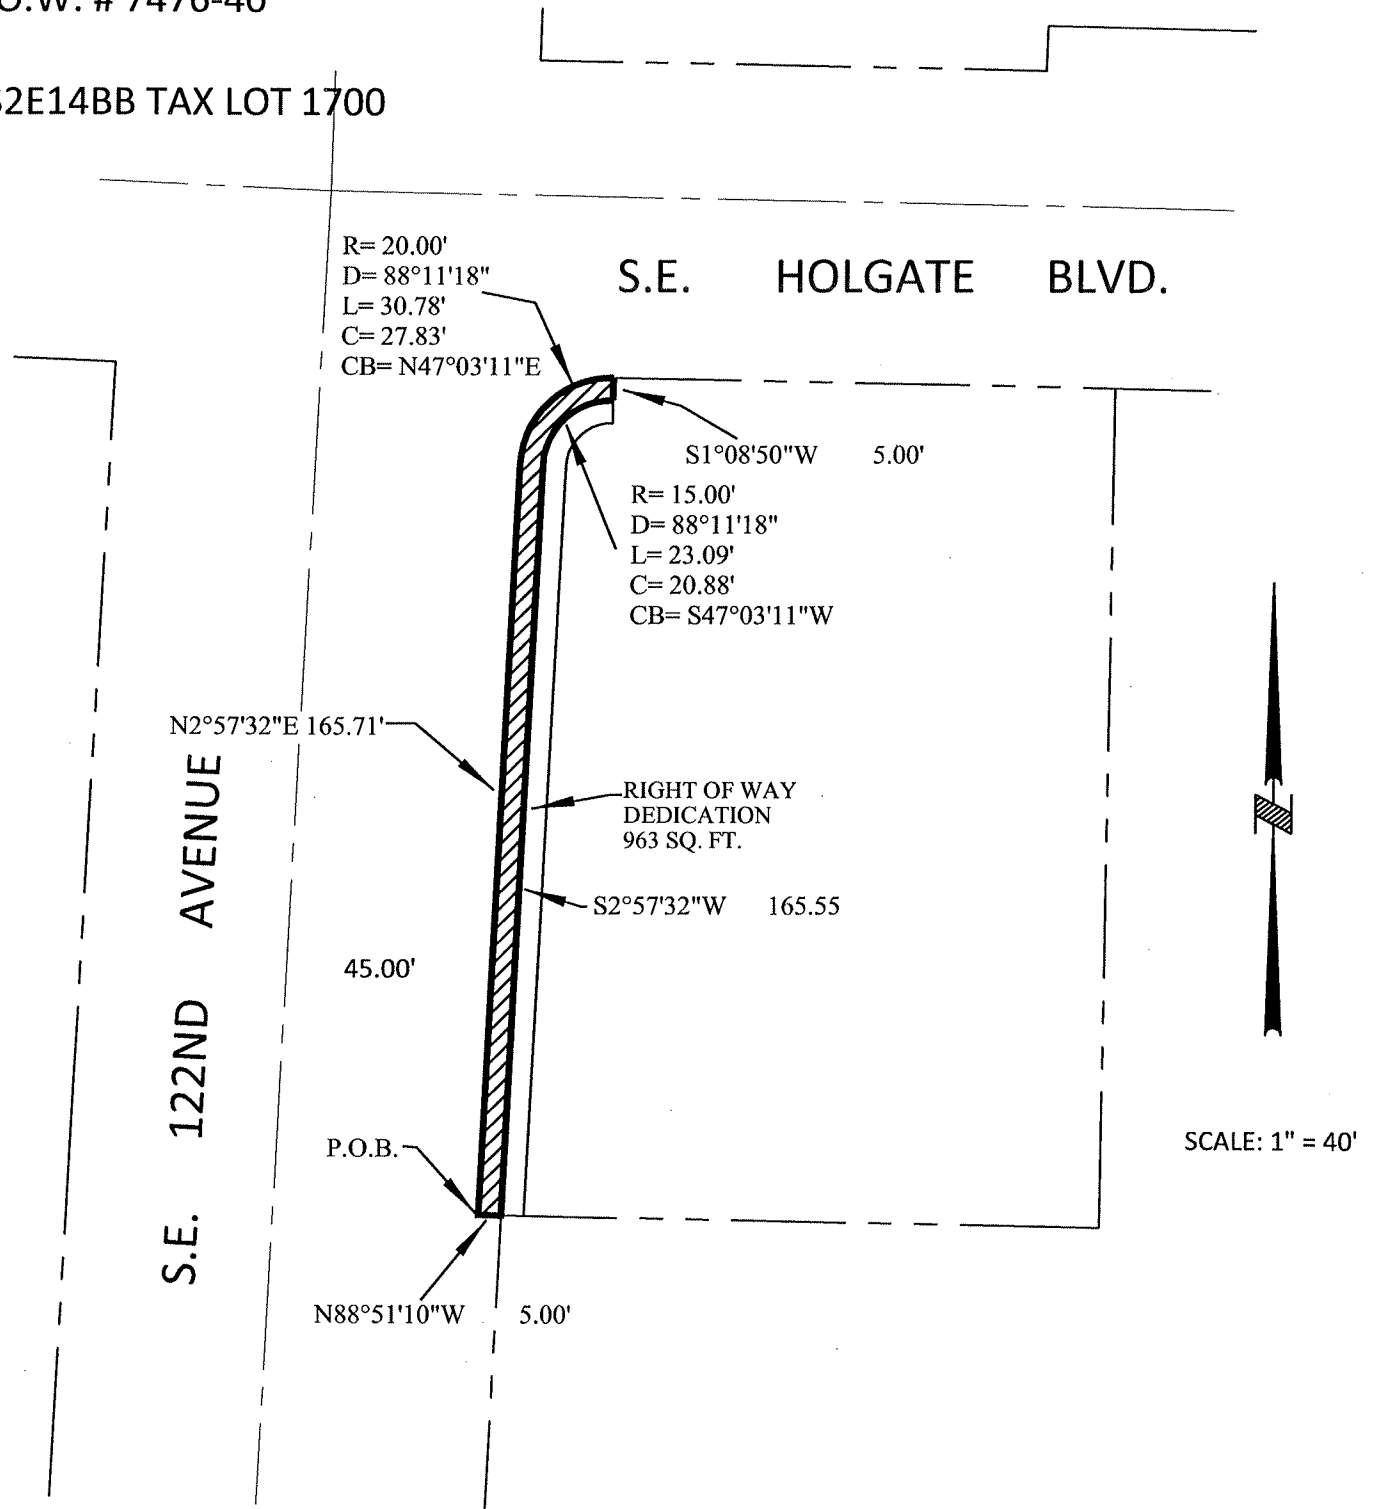 O.W. # 7476-40
S2E14BB TAX LOT 1700
R= 20.00'
D= 88°11'18"
L= 30.78'
C= 27.83'
CB= N47°03'11"E
S.E. HOLGATE BLVD.
S1°08'50"W 5.00'
R= 15.00'
D= 88°11'18"
L= 23.09'
C= 20.88'
CB= S47°03'11"W
N2°57'32"E 165.71'
RIGHT OF WAY
DEDICATION
963 SQ. FT.
S2°57'32"W 165.55
45.00'
S.E. 122ND AVENUE
P.O.B.
SCALE: 1" = 40'
N88°51'10"W 5.00'